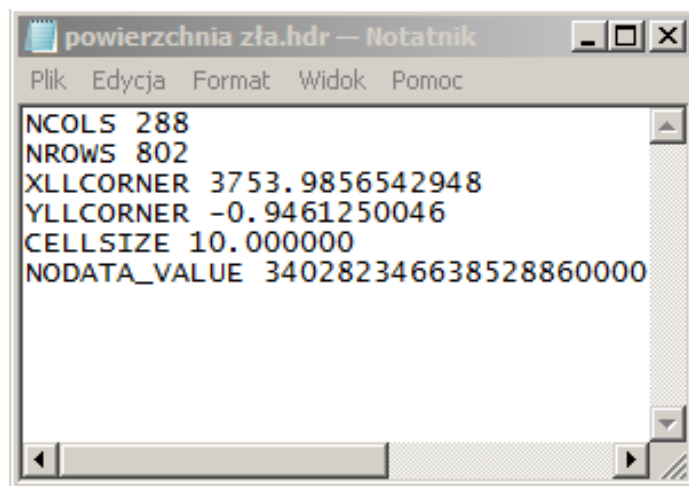 powierzchnia zła.hdr — Notatnik
Plik Edycja Format Widok Pomoc
NCOLS 288
NROWS 802
XLLCORNER 3753.9856542948
YLLCORNER -0.9461250046
CELLSIZE 10.000000
NODATA_VALUE 340282346638528860000